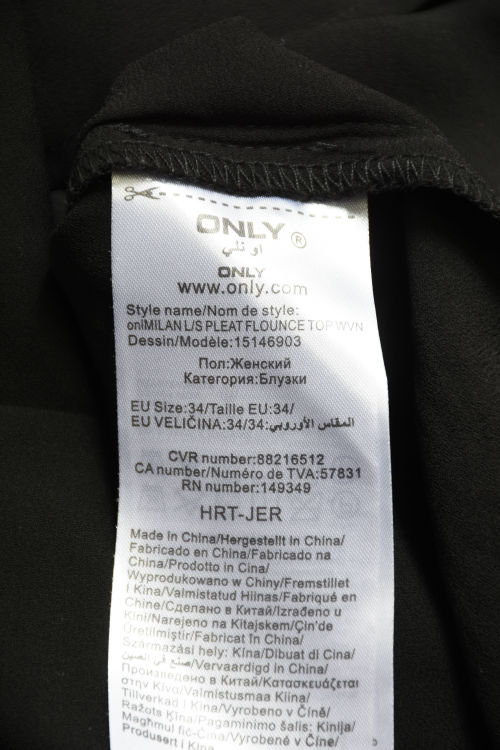 ONLY®
اونلي
ONLY
www.only.com
Style name/Nom de style:
onlMILAN L/S PLEAT FLOUNCE TOP WVN
Dessin/Modèle:15146903
Пол:Женский
Категория:Блузки
EU Size:34/Taille EU:34/
EU VELIČINA:34/34:المقاس الأوروبي
CVR number:88216512
CA number/Numéro de TVA:57831
RN number:149349
HRT-JER
Made in China/Hergestellt in China/
Fabricado en China/Fabricado na
China/Prodotto in Cina/
Wyprodukowano w Chiny/Fremstillet
i Kina/Valmistatud Hiinas/Fabriqué en
Chine/Сделано в Китай/Izrađeno u
Kini/Narejeno na Kitajskem/Çin'de
Üretilmiştir/Fabricat în China/
Származási hely: Kína/Dibuat di Cina/
صنع في الصين/Vervaardigd in China/
Произведено в Китай/Κατασκευάζεται
στην Κίνα/Valmistusmaa Kiina/
Tillverkad i Kina/Vyrobeno v Číně/
Ražots Ķīna/Pagaminimo šalis: Kinija/
Magħmul fiċ-Ċina/Vyrobené v Číne/
Produsert i Kina